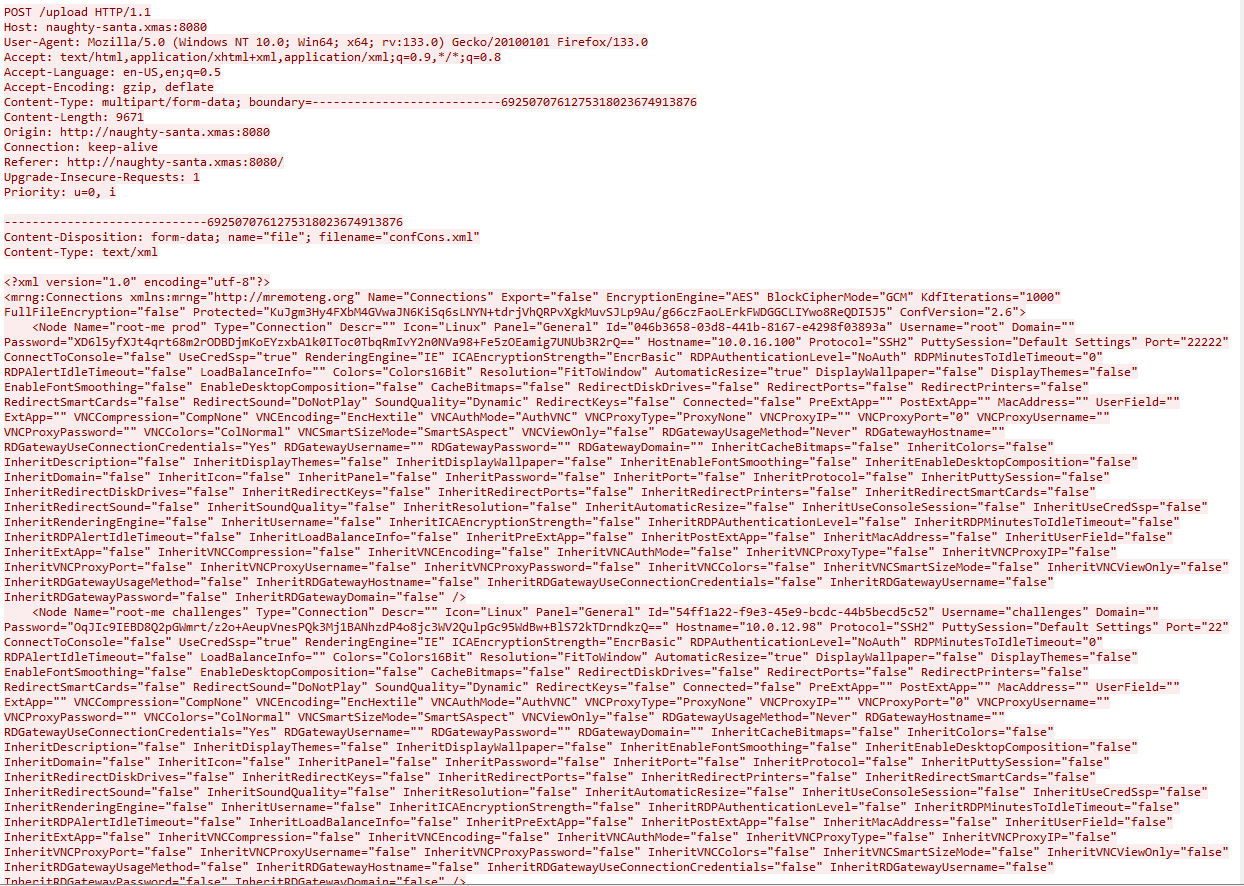 POST /upload HTTP/1.1
Host: naughty-santa.xmas:8080
User-Agent: Mozilla/5.0 (Windows NT 10.0; Win64; x64; rv:133.0) Gecko/20100101 Firefox/133.0
Accept: text/html,application/xhtml+xml,application/xml;q=0.9,*/*;q=0.8
Accept-Language: en-US,en;q=0.5
Accept-Encoding: gzip, deflate
Content-Type: multipart/form-data; boundary=---------------------------6925070761275318023674913876
Content-Length: 9671
Origin: http://naughty-santa.xmas:8080
Connection: keep-alive
Referer: http://naughty-santa.xmas:8080/
Upgrade-Insecure-Requests: 1
Priority: u=0, i
-----------------------------6925070761275318023674913876
Content-Disposition: form-data; name="file"; filename="confCons.xml"
Content-Type: text/xml
<?xml version="1.0" encoding="utf-8"?>
<mrng:Connections xmlns:mrng="http://mremoteng.org" Name="Connections" Export="false" EncryptionEngine="AES" BlockCipherMode="GCM" KdfIterations="1000"
FullFileEncryption="false" Protected="KuJgm3Hy4FXbM4GVwaJN6KiSq6sLNYN+tdrjVhQRPvXgkMuvSJLp9Au/g66czFaoLErkFWDGGCLIYwo8ReQDI5J5" ConfVersion="2.6">
<Node Name="root-me prod" Type="Connection" Descr="" Icon="Linux" Panel="General" Id="046b3658-03d8-441b-8167-e4298f03893a" Username="root" Domain=""
Password="XD6l5yfXJt4qrt68m2rODBDjmKoEYzxbA1k0IToc0TbqRmIvY2n0NVa98+Fe5zOEamig7UNUb3R2rQ==" Hostname="10.0.16.100" Protocol="SSH2" PuttySession="Default Settings" Port="22222"
ConnectToConsole="false" UseCredSsp="true" RenderingEngine="IE" ICAEncryptionStrength="EncrBasic" RDPAuthenticationLevel="NoAuth" RDPMinutesToIdleTimeout="0"
RDPAlertIdleTimeout="false" LoadBalanceInfo="" Colors="Colors16Bit" Resolution="FitToWindow" AutomaticResize="true" DisplayWallpaper="false" DisplayThemes="false"
EnableFontSmoothing="false" EnableDesktopComposition="false" CacheBitmaps="false" RedirectDiskDrives="false" RedirectPorts="false" RedirectPrinters="false"
RedirectSmartCards="false" RedirectSound="DoNotPlay" SoundQuality="Dynamic" RedirectKeys="false" Connected="false" PreExtApp="" PostExtApp="" MacAddress="" UserField=""
ExtApp="" VNCCompression="CompNone" VNCEncoding="EncHextile" VNCAuthMode="AuthVNC" VNCProxyType="ProxyNone" VNCProxyIP="" VNCProxyPort="0" VNCProxyUsername=""
VNCProxyPassword="" VNCColors="ColNormal" VNCSmartSizeMode="SmartSAspect" VNCViewOnly="false" RDGatewayUsageMethod="Never" RDGatewayHostname=""
RDGatewayUseConnectionCredentials="Yes" RDGatewayUsername="" RDGatewayPassword="" RDGatewayDomain="" InheritCacheBitmaps="false" InheritColors="false"
InheritDescription="false" InheritDisplayThemes="false" InheritDisplayWallpaper="false" InheritEnableFontSmoothing="false" InheritEnableDesktopComposition="false"
InheritDomain="false" InheritIcon="false" InheritPanel="false" InheritPassword="false" InheritPort="false" InheritProtocol="false" InheritPuttySession="false"
InheritRedirectDiskDrives="false" InheritRedirectKeys="false" InheritRedirectPorts="false" InheritRedirectPrinters="false" InheritRedirectSmartCards="false"
InheritRedirectSound="false" InheritSoundQuality="false" InheritResolution="false" InheritAutomaticResize="false" InheritUseConsoleSession="false" InheritUseCredSsp="false"
InheritRenderingEngine="false" InheritUsername="false" InheritICAEncryptionStrength="false" InheritRDPAuthenticationLevel="false" InheritRDPMinutesToIdleTimeout="false"
InheritRDPAlertIdleTimeout="false" InheritLoadBalanceInfo="false" InheritPreExtApp="false" InheritPostExtApp="false" InheritMacAddress="false" InheritUserField="false"
InheritExtApp="false" InheritVNCCompression="false" InheritVNCEncoding="false" InheritVNCAuthMode="false" InheritVNCProxyType="false" InheritVNCProxyIP="false"
InheritVNCProxyPort="false" InheritVNCProxyUsername="false" InheritVNCProxyPassword="false" InheritVNCColors="false" InheritVNCSmartSizeMode="false" InheritVNCViewOnly="false"
InheritRDGatewayUsageMethod="false" InheritRDGatewayHostname="false" InheritRDGatewayUseConnectionCredentials="false" InheritRDGatewayUsername="false"
InheritRDGatewayPassword="false" InheritRDGatewayDomain="false" />
<Node Name="root-me challenges" Type="Connection" Descr="" Icon="Linux" Panel="General" Id="54ff1a22-f9e3-45e9-bcdc-44b5becd5c52" Username="challenges" Domain=""
Password="OqJIc9IEBD8Q2pGWmrt/z2o+AeupVnesPQk3Mj1BANhzdP4o8jc3WV2QulpGc95WdBw+BlS72kTDrndkzQ==" Hostname="10.0.12.98" Protocol="SSH2" PuttySession="Default Settings" Port="22"
ConnectToConsole="false" UseCredSsp="true" RenderingEngine="IE" ICAEncryptionStrength="EncrBasic" RDPAuthenticationLevel="NoAuth" RDPMinutesToIdleTimeout="0"
RDPAlertIdleTimeout="false" LoadBalanceInfo="" Colors="Colors16Bit" Resolution="FitToWindow" AutomaticResize="true" DisplayWallpaper="false" DisplayThemes="false"
EnableFontSmoothing="false" EnableDesktopComposition="false" CacheBitmaps="false" RedirectDiskDrives="false" RedirectPorts="false" RedirectPrinters="false"
RedirectSmartCards="false" RedirectSound="DoNotPlay" SoundQuality="Dynamic" RedirectKeys="false" Connected="false" PreExtApp="" PostExtApp="" MacAddress="" UserField=""
ExtApp="" VNCCompression="CompNone" VNCEncoding="EncHextile" VNCAuthMode="AuthVNC" VNCProxyType="ProxyNone" VNCProxyIP="" VNCProxyPort="0" VNCProxyUsername=""
VNCProxyPassword="" VNCColors="ColNormal" VNCSmartSizeMode="SmartSAspect" VNCViewOnly="false" RDGatewayUsageMethod="Never" RDGatewayHostname=""
RDGatewayUseConnectionCredentials="Yes" RDGatewayUsername="" RDGatewayPassword="" RDGatewayDomain="" InheritCacheBitmaps="false" InheritColors="false"
InheritDescription="false" InheritDisplayThemes="false" InheritDisplayWallpaper="false" InheritEnableFontSmoothing="false" InheritEnableDesktopComposition="false"
InheritDomain="false" InheritIcon="false" InheritPanel="false" InheritPassword="false" InheritPort="false" InheritProtocol="false" InheritPuttySession="false"
InheritRedirectDiskDrives="false" InheritRedirectKeys="false" InheritRedirectPorts="false" InheritRedirectPrinters="false" InheritRedirectSmartCards="false"
InheritRedirectSound="false" InheritSoundQuality="false" InheritResolution="false" InheritAutomaticResize="false" InheritUseConsoleSession="false" InheritUseCredSsp="false"
InheritRenderingEngine="false" InheritUsername="false" InheritICAEncryptionStrength="false" InheritRDPAuthenticationLevel="false" InheritRDPMinutesToIdleTimeout="false"
InheritRDPAlertIdleTimeout="false" InheritLoadBalanceInfo="false" InheritPreExtApp="false" InheritPostExtApp="false" InheritMacAddress="false" InheritUserField="false"
InheritExtApp="false" InheritVNCCompression="false" InheritVNCEncoding="false" InheritVNCAuthMode="false" InheritVNCProxyType="false" InheritVNCProxyIP="false"
InheritVNCProxyPort="false" InheritVNCProxyUsername="false" InheritVNCProxyPassword="false" InheritVNCColors="false" InheritVNCSmartSizeMode="false" InheritVNCViewOnly="false"
InheritRDGatewayUsageMethod="false" InheritRDGatewayHostname="false" InheritRDGatewayUseConnectionCredentials="false" InheritRDGatewayUsername="false"
InheritRDGatewayPassword="false" InheritRDGatewayDomain="false" />